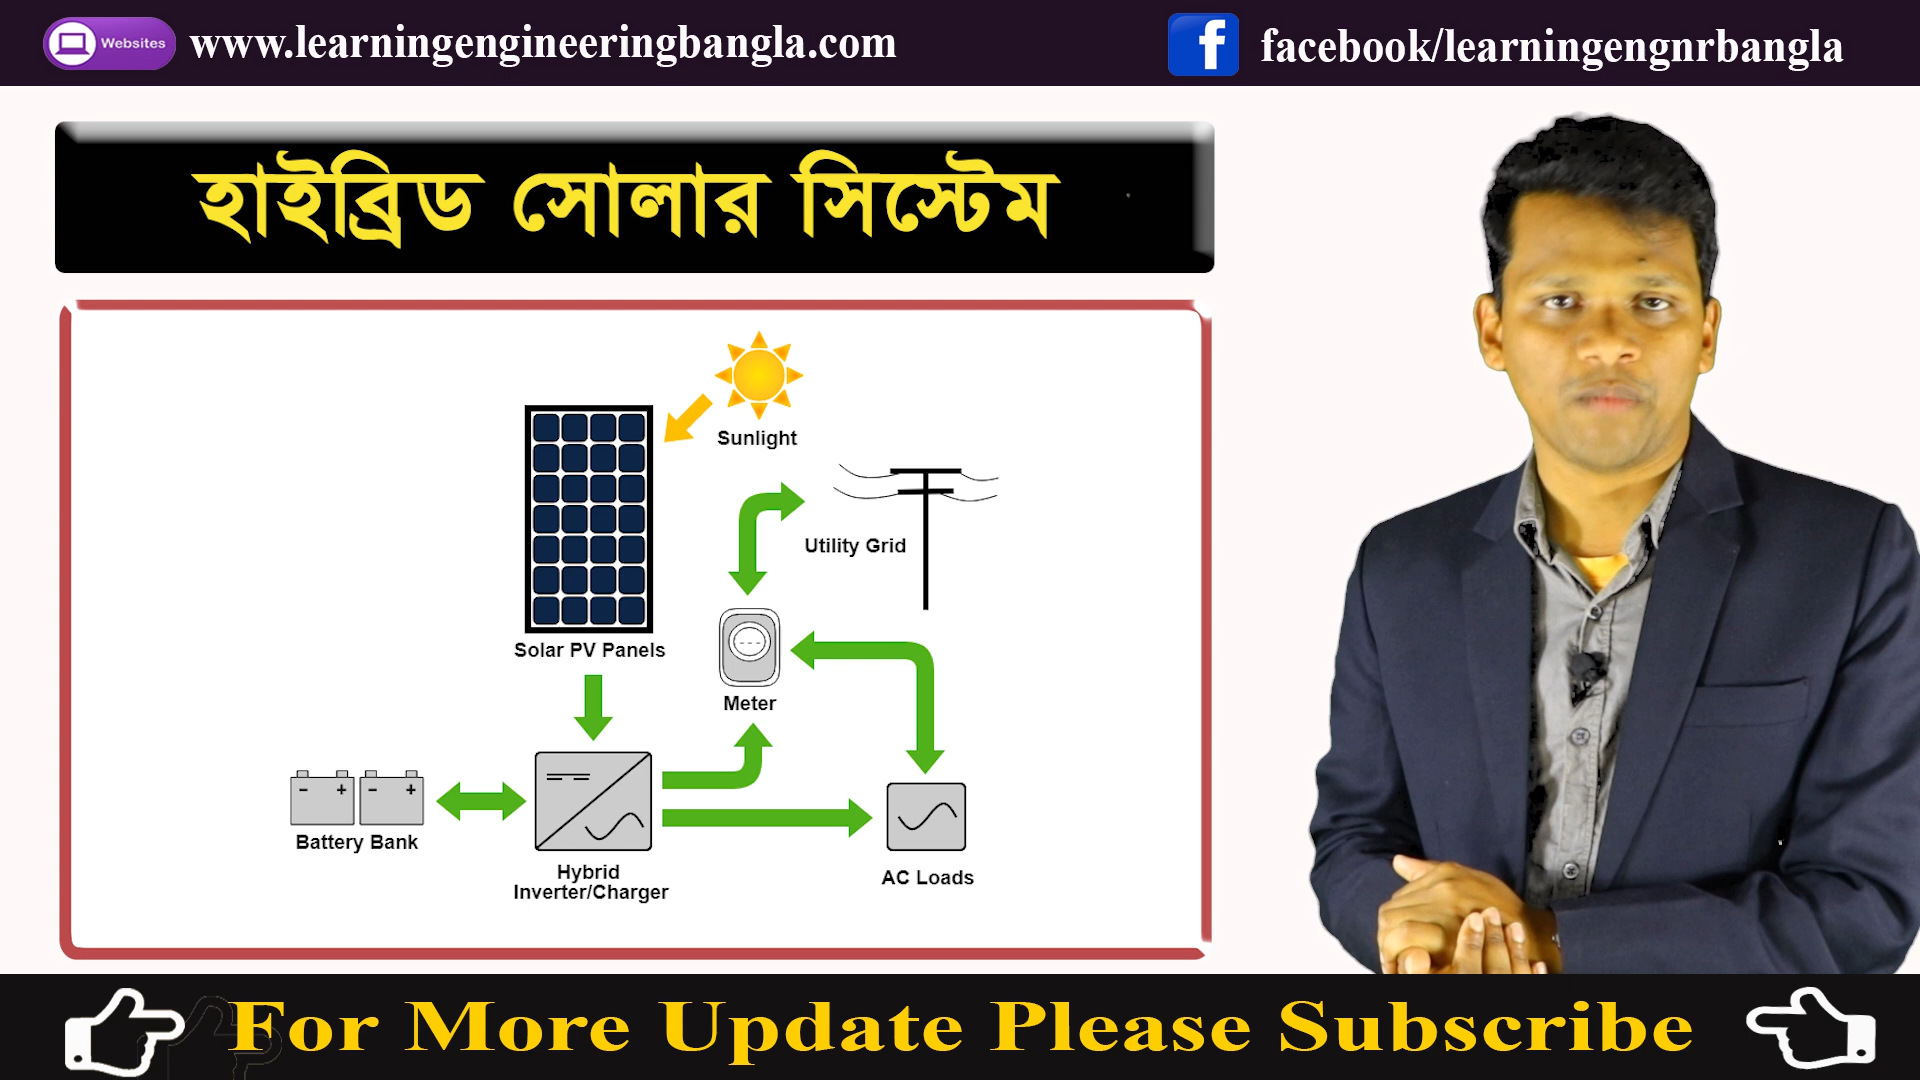 Websites
www.learningengineeringbangla.com
facebook/learningengnrbangla
হাইব্রিড সোলার সিস্টেম
Sunlight
Utility Grid
Solar PV Panels
Meter
Battery Bank
Hybrid
Inverter/Charger
AC Loads
For More Update Please Subscribe